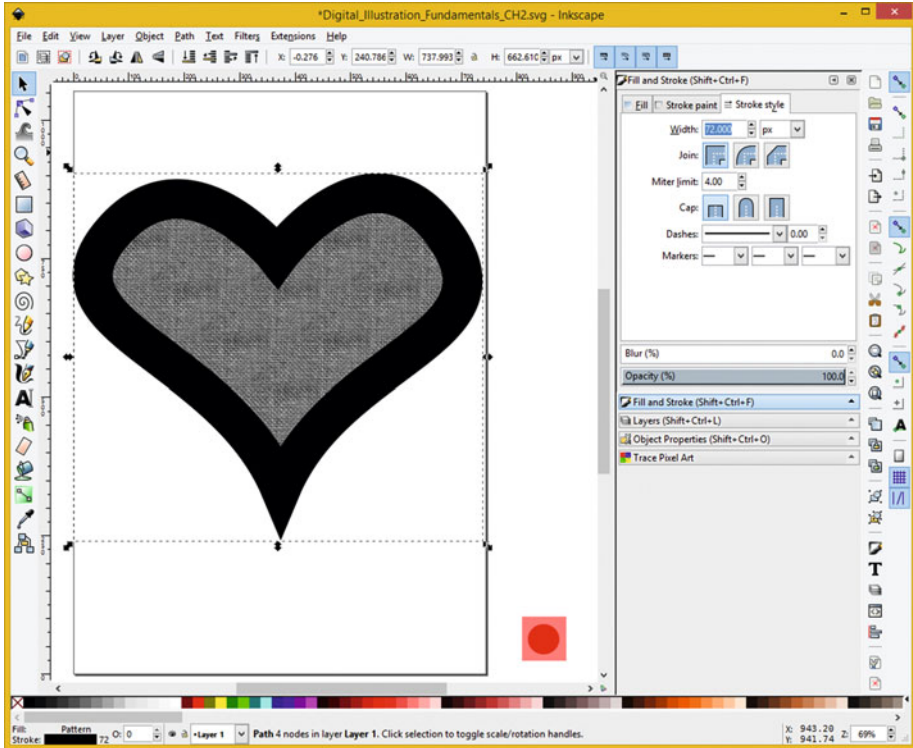 *Digital_Illustration_Fundamentals_CH2.svg - Inkscape
File Edit View Layer Object Path Text Filters Extensions Help
X: -0.276 Y: 240.786 W: 737.993 H: 662.610 px
Fill and Stroke (Shift+Ctrl+F)
Fill Stroke paint Stroke style
Width: 72.000 px
Join:
Miter limit: 4.00
Cap:
Dashes: 0.00
Markers:
Blur (%) 0.0
Opacity (%) 100.0
Fill and Stroke (Shift+Ctrl+F)
Layers (Shift+Ctrl+L)
Object Properties (Shift+Ctrl+O)
Trace Pixel Art
Fill: Pattern
Stroke: 72 O: 0 Layer 1 Path 4 nodes in layer Layer 1. Click selection to toggle scale/rotation handles.
X: 943.20
Y: 941.74 Z: 69%